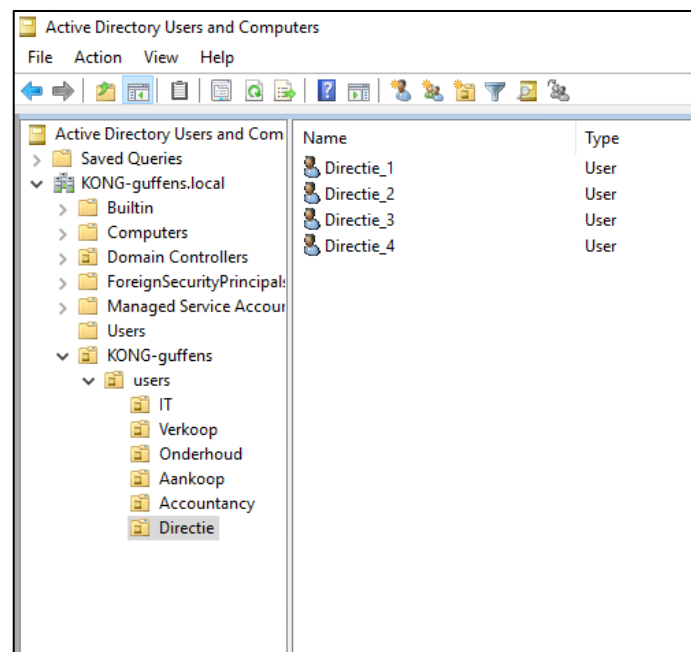 Active Directory Users and Computers
File Action View Help
Active Directory Users and Com
Saved Queries
KONG-guffens.local
Builtin
Computers
Domain Controllers
ForeignSecurityPrincipals
Managed Service Accour
Users
KONG-guffens
users
IT
Verkoop
Onderhoud
Aankoop
Accountancy
Directie
Name Type
Directie_1 User
Directie_2 User
Directie_3 User
Directie_4 User